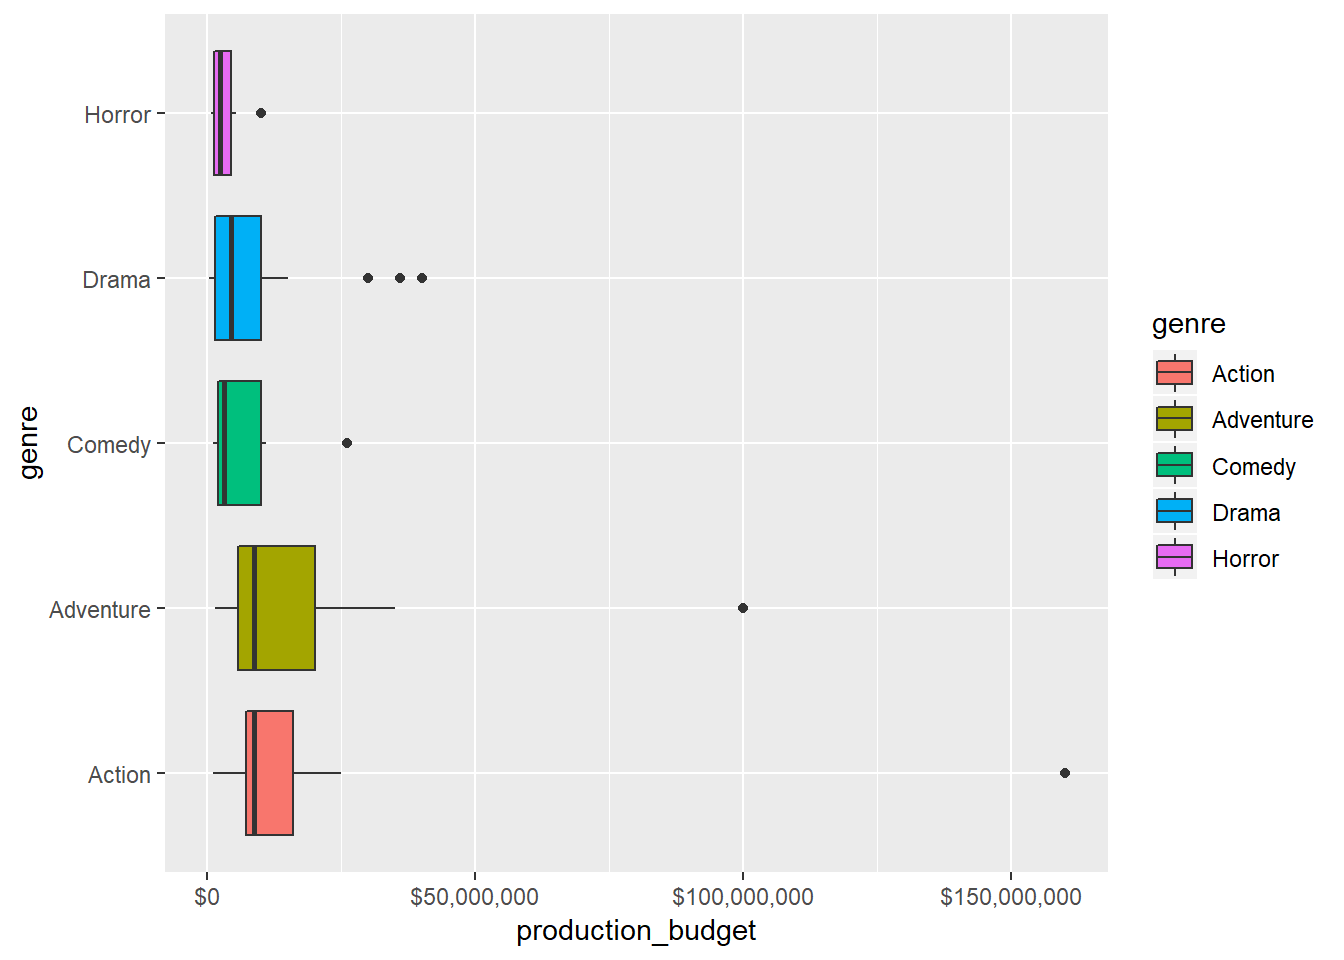 genre
Horror
Drama
Comedy
Adventure
Action
$0
$50,000,000
$100,000,000
$150,000,000
production_budget
genre
Action
Adventure
Comedy
Drama
Horror